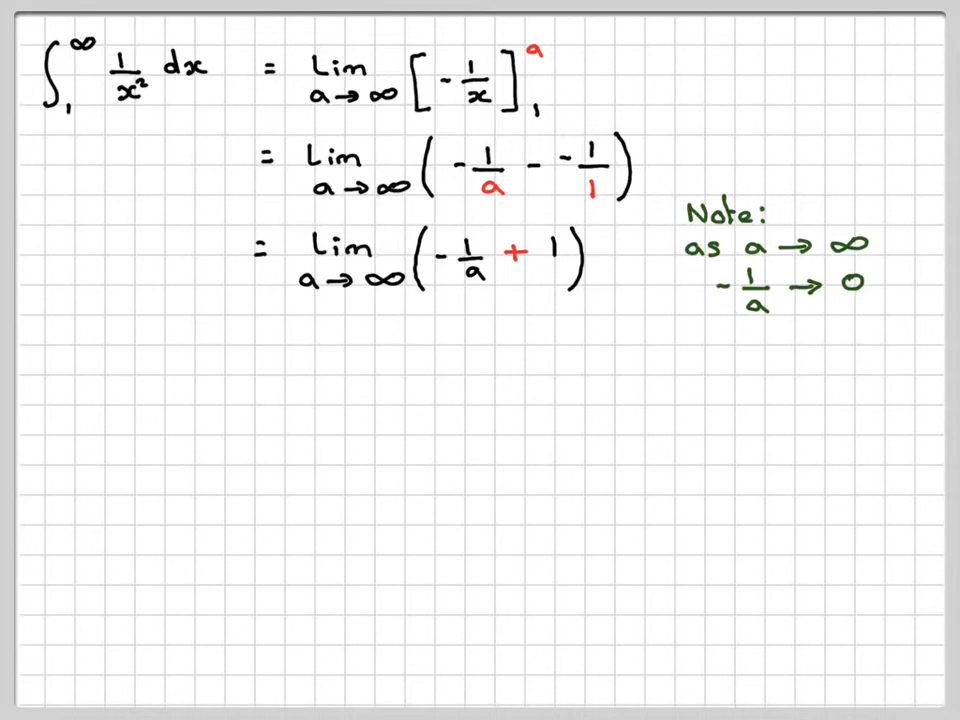 ∫₁^∞ 1/x² dx = Lim a→∞ [-1/x]₁^a
= Lim a→∞ (-1/a - -1/1)
= Lim a→∞ (-1/a + 1)
Note:
as a → ∞
-1/a → 0